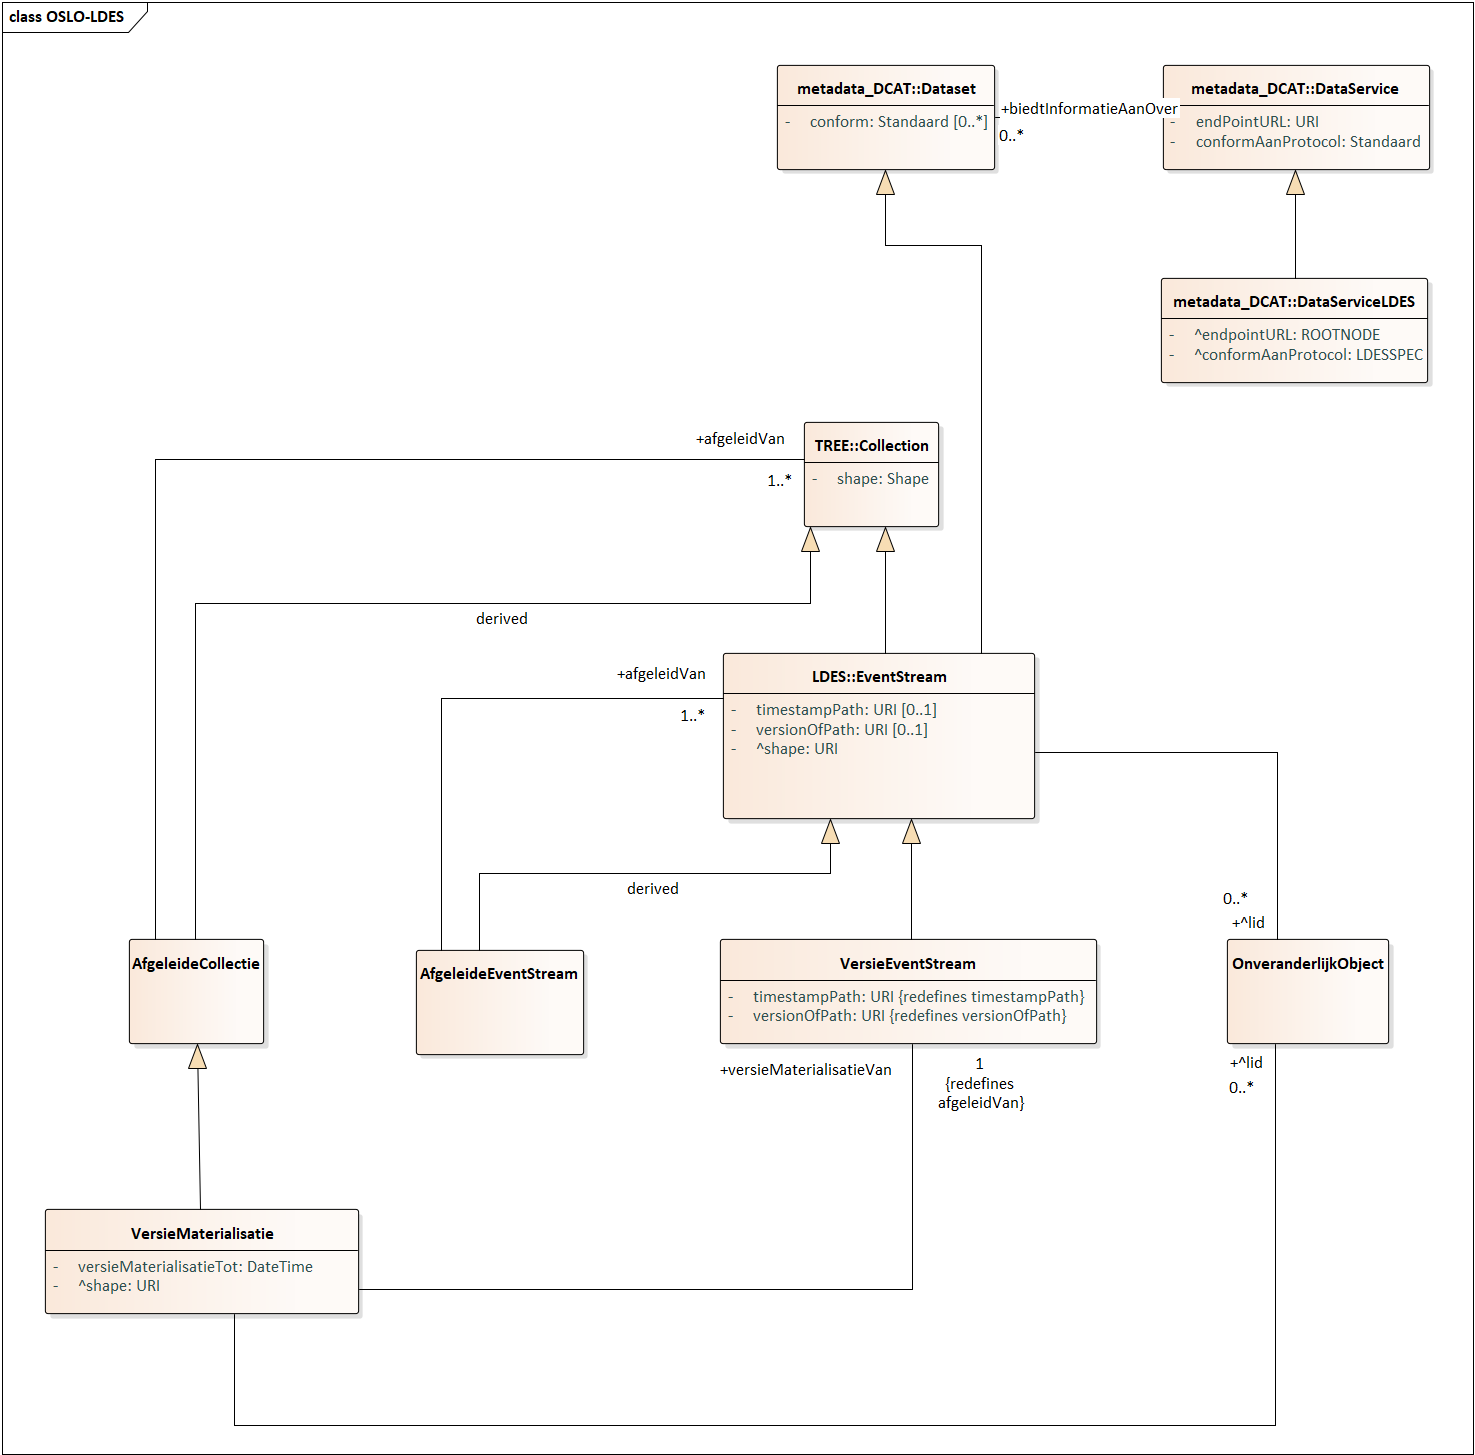 class OSLO-LDES
metadata_DCAT::Dataset
- conform: Standaard [0..*]
+biedtInformatieAanOver
0..*
metadata_DCAT::DataService
- endPointURL: URI
- conformAanProtocol: Standaard
metadata_DCAT::DataServiceLDES
- ^endpointURL: ROOTNODE
- ^conformAanProtocol: LDESSPEC
+afgeleidVan
1..*
TREE::Collection
- shape: Shape
derived
+afgeleidVan
1..*
LDES::EventStream
- timestampPath: URI [0..1]
- versionOfPath: URI [0..1]
- ^shape: URI
derived
0..*
+^lid
AfgeleideCollectie
AfgeleideEventStream
VersieEventStream
- timestampPath: URI {redefines timestampPath}
- versionOfPath: URI {redefines versionOfPath}
OnveranderlijkObject
+versieMaterialisatieVan
1
{redefines
afgeleidVan}
+^lid
0..*
VersieMaterialisatie
- versieMaterialisatieTot: DateTime
- ^shape: URI